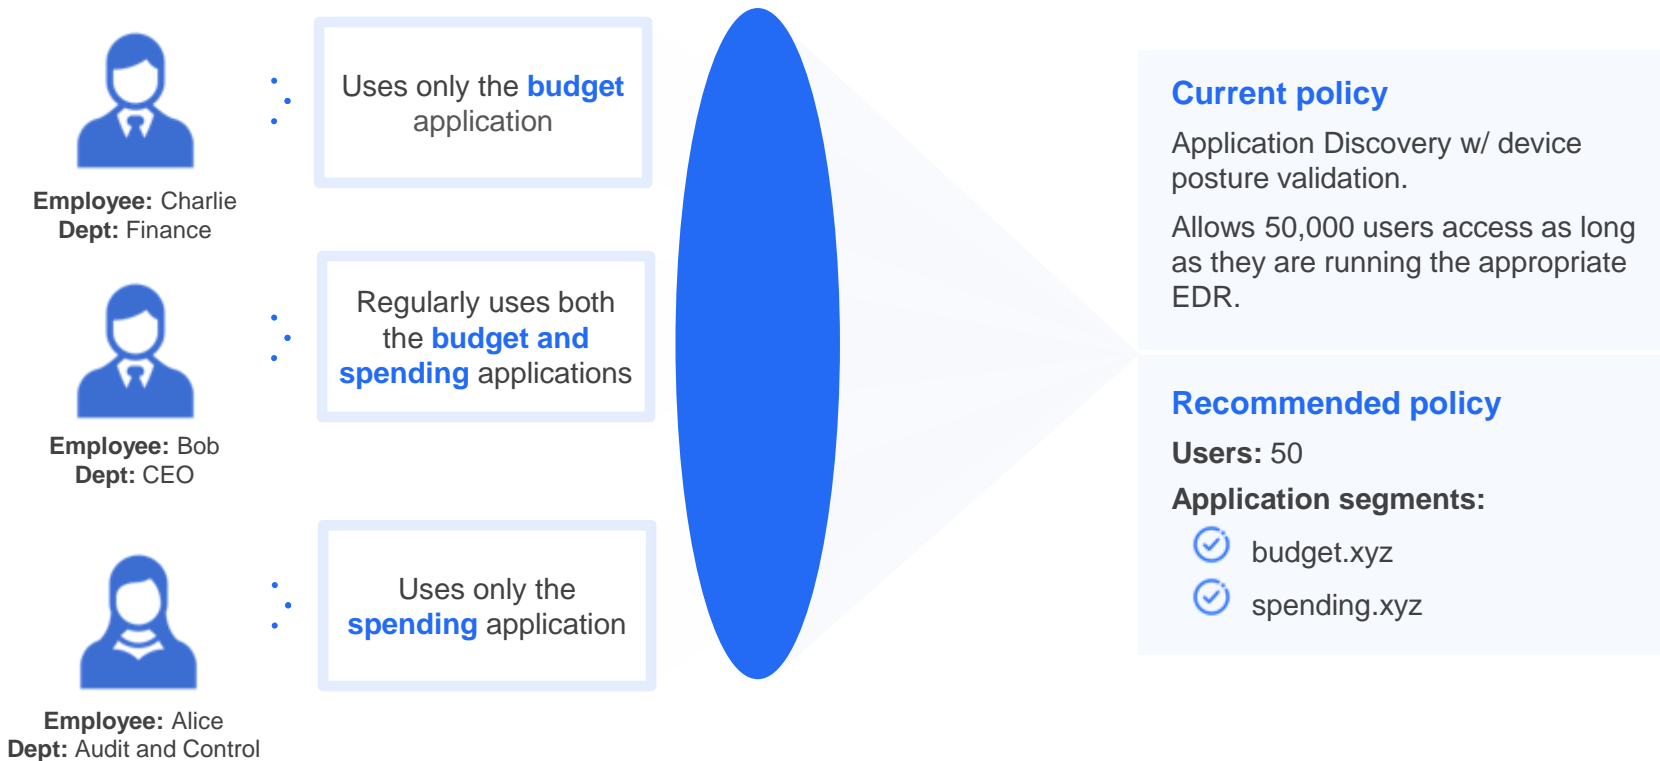 Uses only the budget
application
Employee: Charlie
Dept: Finance
Regularly uses both
the budget and
spending applications
Employee: Bob
Dept: CEO
Uses only the
spending application
Employee: Alice
Dept: Audit and Control
Current policy
Application Discovery w/ device
posture validation.
Allows 50,000 users access as long
as they are running the appropriate
EDR.
Recommended policy
Users: 50
Application segments:
budget.xyz
spending.xyz